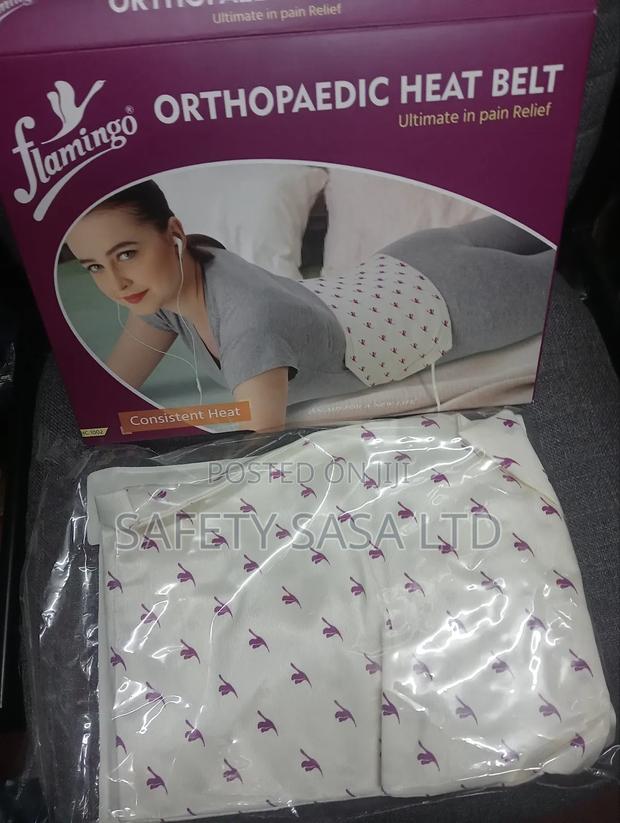 Ultimate in pain Relief
flamingo®
ORTHOPAEDIC HEAT BELT
Ultimate in pain Relief
Consistent Heat
POSTED ON JIJI
SAFETY SASA LTD